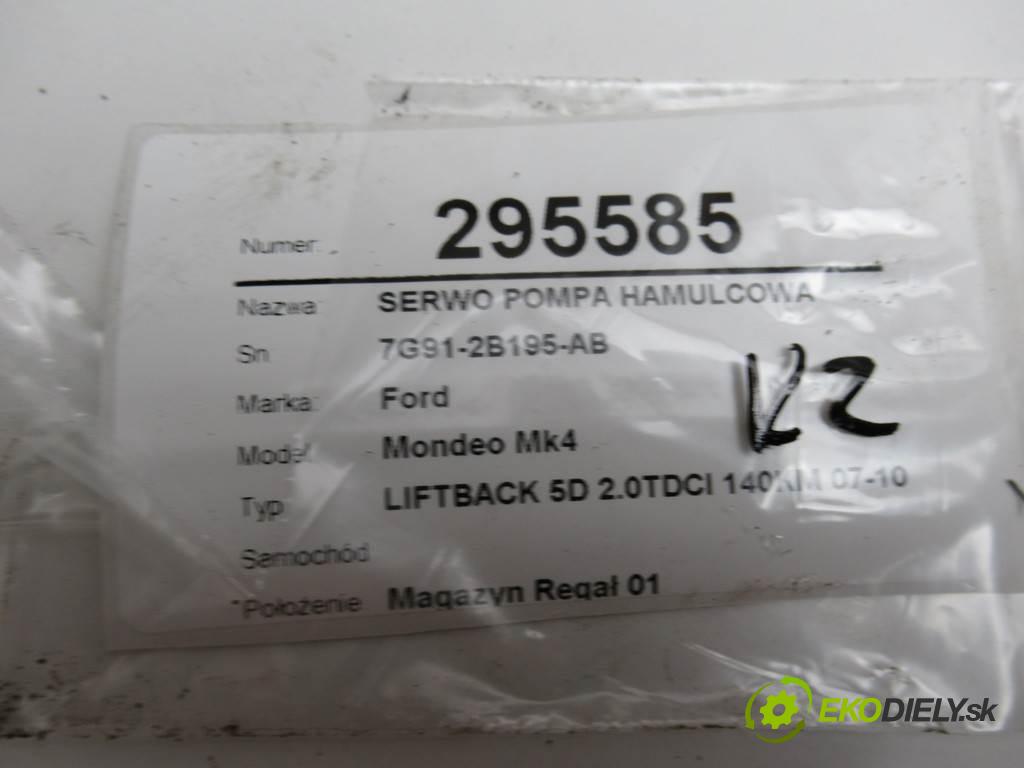 Numer: 295585
Nazwa: SERWO POMPA HAMULCOWA
Sn 7G91-2B195-AB
Marka: Ford
Model Mondeo Mk4
Typ LIFTBACK 5D 2.0TDCI 140KM 07-10
Samochód
Położenie Magazyn Regał 01
EKODIELY.sk